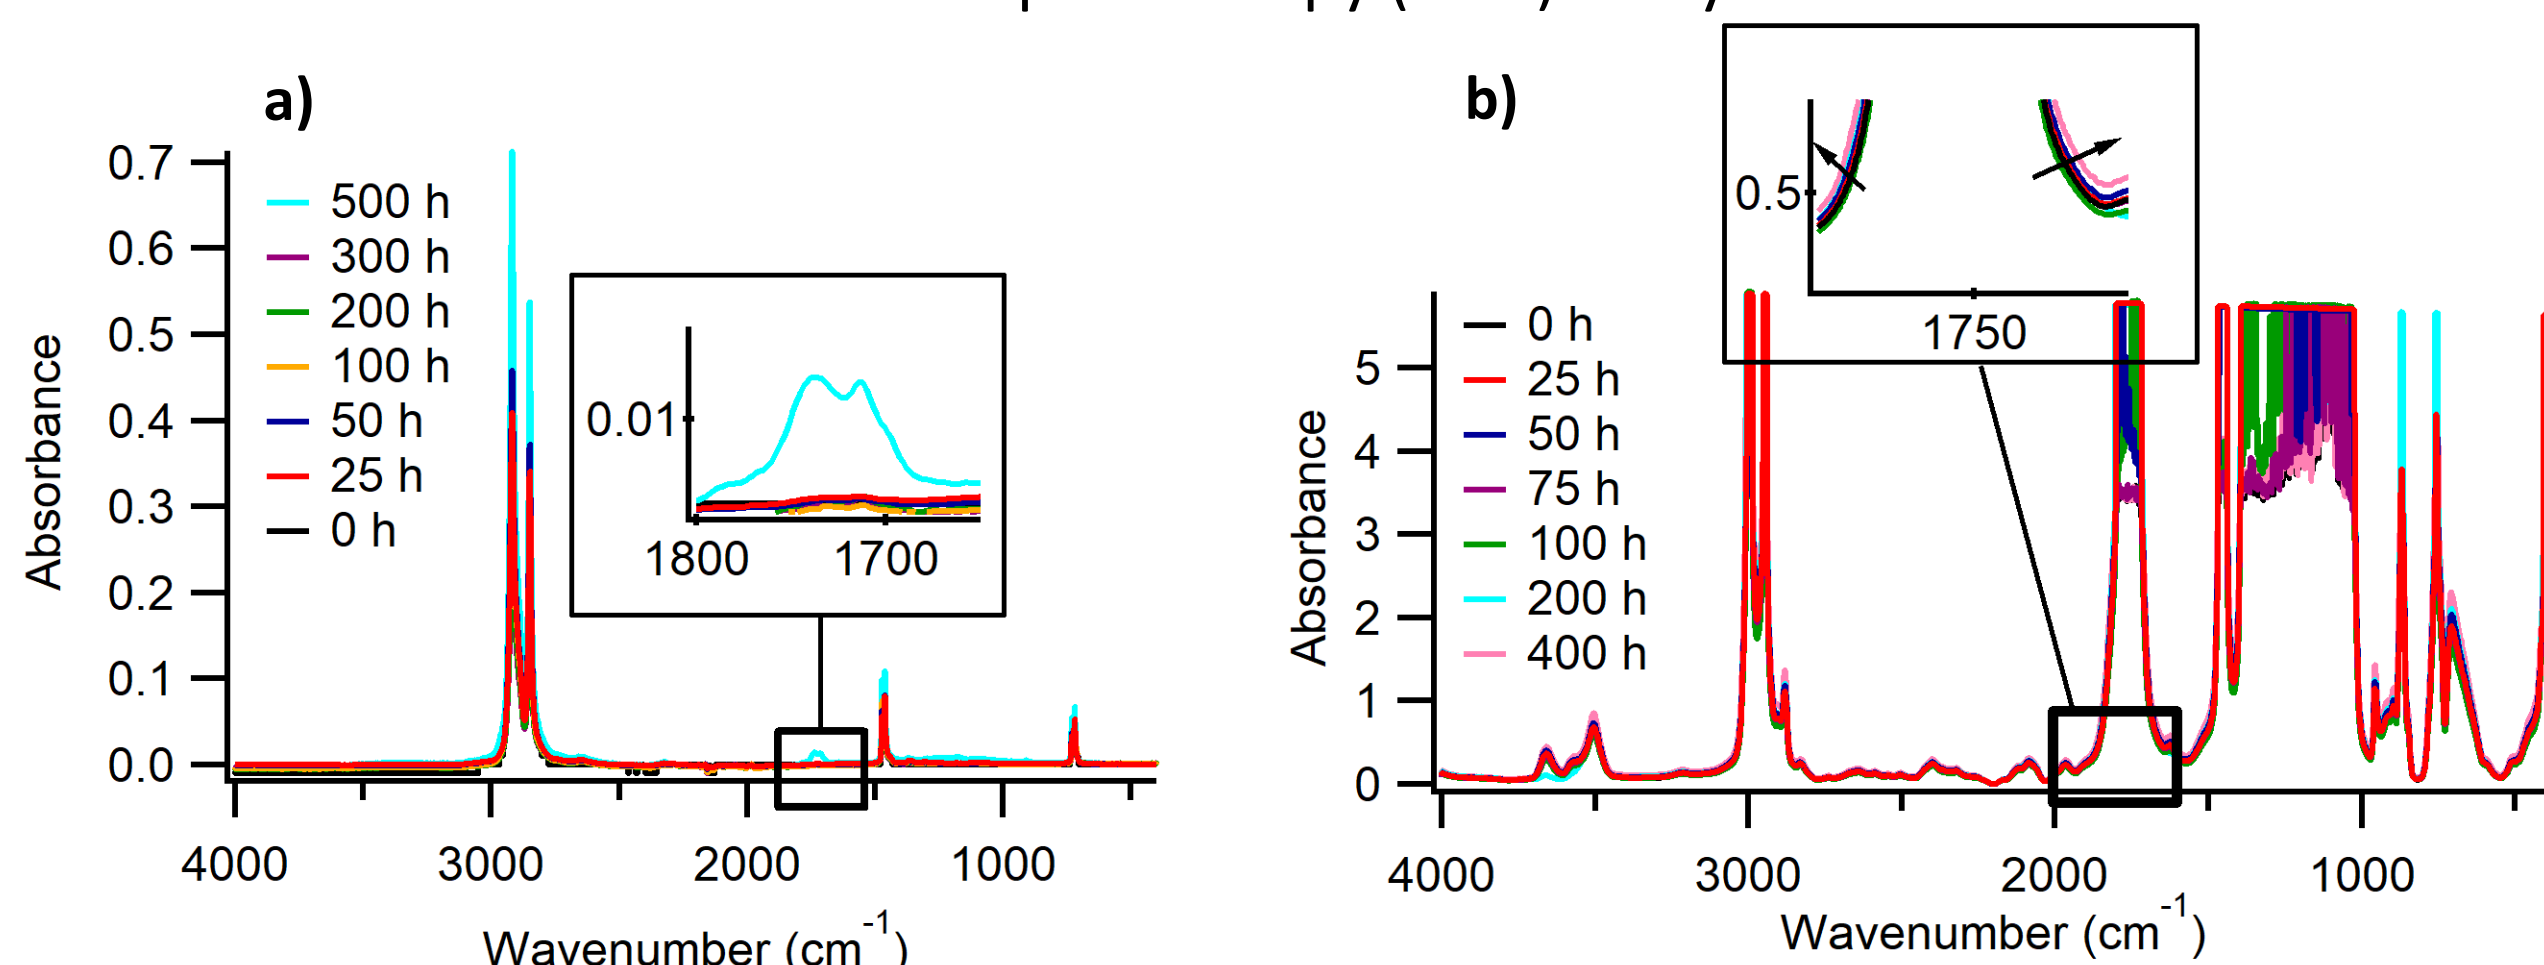 a)
0.7
0.6
0.5
0.4
0.3
0.2
0.1
0.0
Absorbance
500 h
300 h
200 h
100 h
50 h
25 h
0 h
0.01
1800 1700
4000 3000 2000 1000
Wavenumber (cm-1)
b)
0.5
1750
5
4
3
2
1
0
Absorbance
0 h
25 h
50 h
75 h
100 h
200 h
400 h
4000 3000 2000 1000
Wavenumber (cm-1)